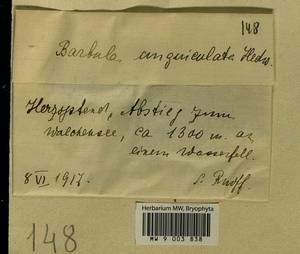 148
Barbula unguiculata Hedw.
Herzogstand, Abstieg zum
Walchensee, ca 1300 m. an
einem Wasserfall.
8 VI 1917.
Herbarium MW, Bryophyta
MW 9 003 838
148